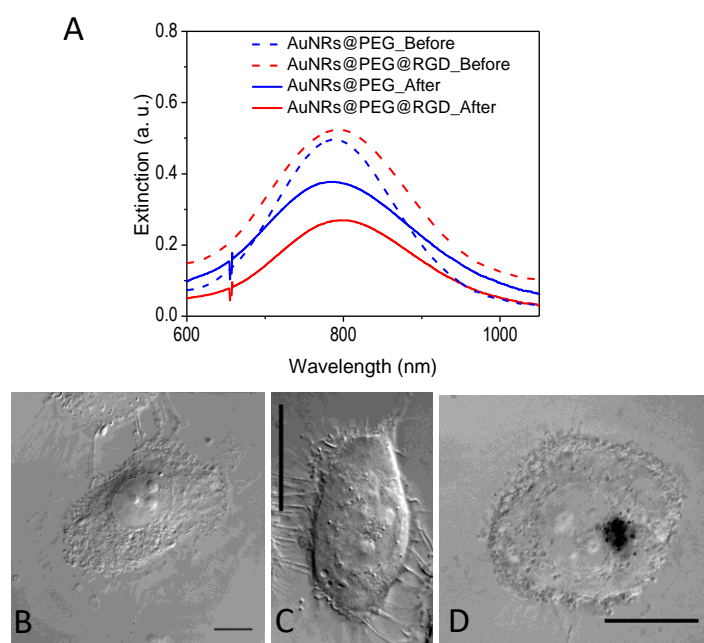 A
AuNRs@PEG_Before
AuNRs@PEG@RGD_Before
AuNRs@PEG_After
AuNRs@PEG@RGD_After
0.8
0.6
0.4
0.2
0.0
Extinction (a. u.)
600
800
1000
Wavelength (nm)
B
C
D